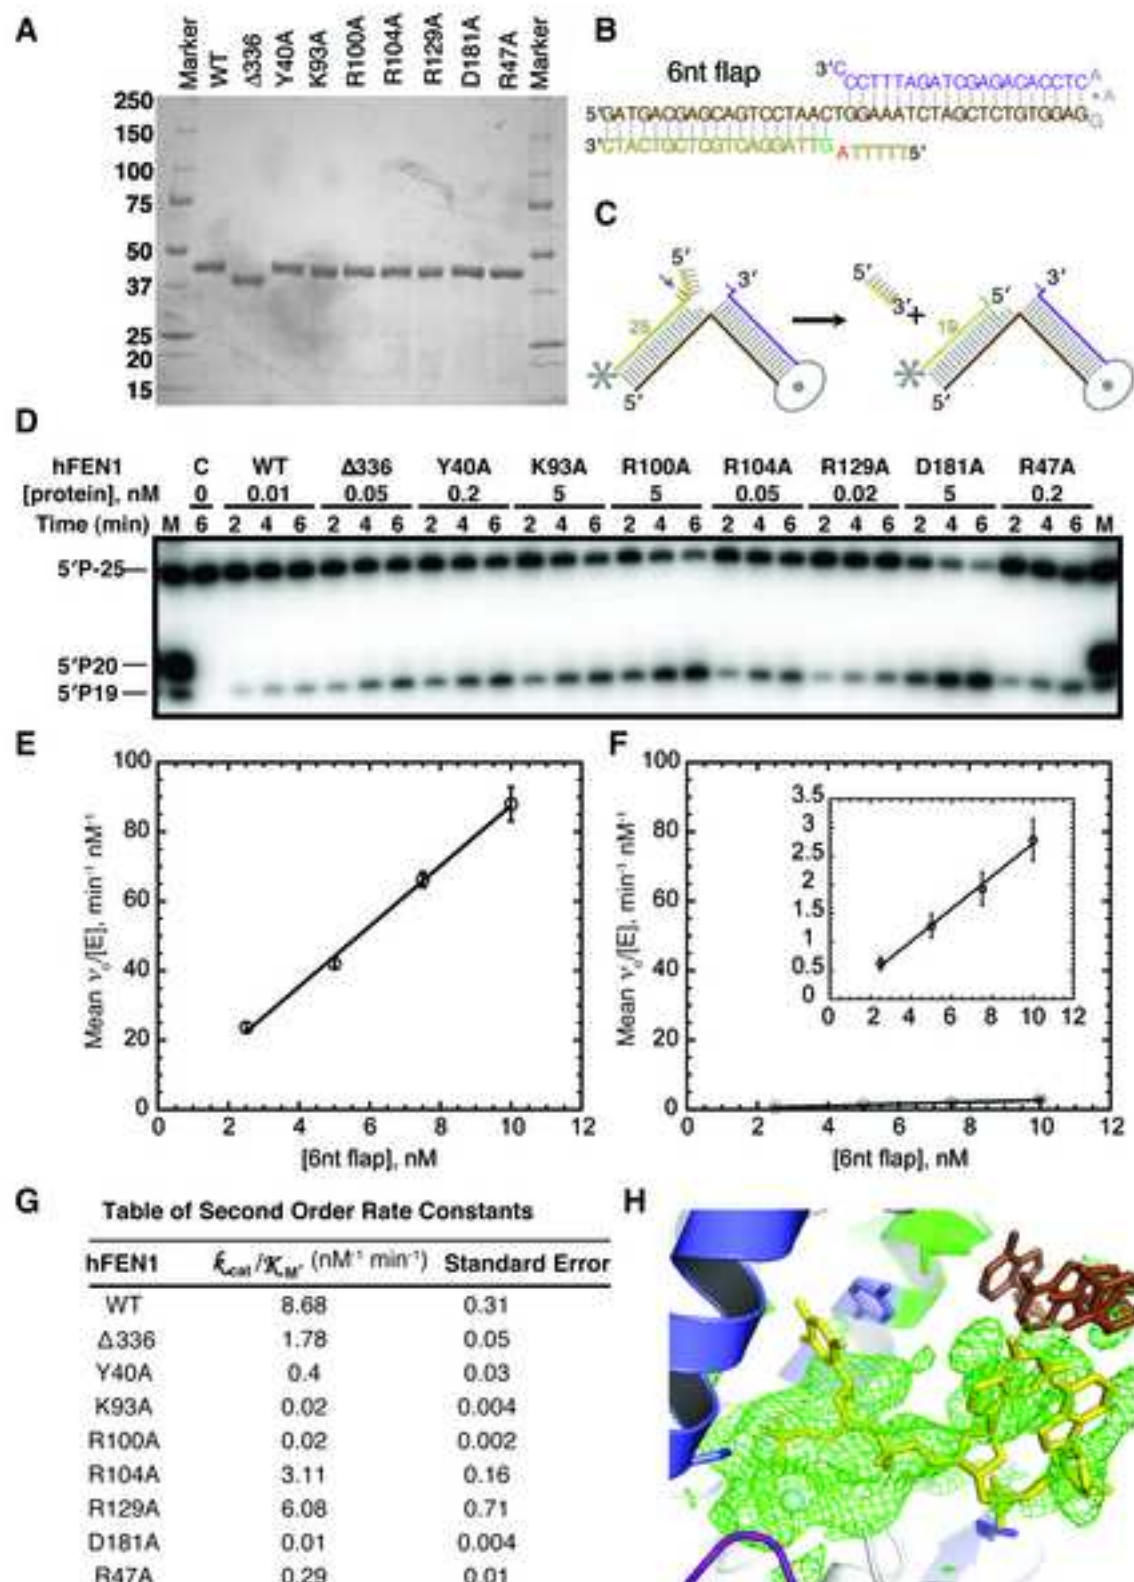 A
Marker
WT
Δ336
Y40A
K93A
R100A
R104A
R129A
D181A
R47A
Marker
250
150
100
75
50
37
25
20
15
B
6nt flap
3'C
CCTTTAGATCGAGACACCTC
A
A
G
5'GATGACGAGCAGTCCTAACTGGAAATCTAGCTCTGTGGAG
3'CTACTGCTCGTCAGGATTG
ATTTTT5'
C
5' 3' 5' 3' 5' 3'
+
19
5' 5'
D
hFEN1 C WT Δ336 Y40A K93A R100A R104A R129A D181A R47A
[protein], nM 0 0.01 0.05 0.2 5 5 0.05 0.02 5 0.2
Time (min) M 6 2 4 6 2 4 6 2 4 6 2 4 6 2 4 6 2 4 6 2 4 6 2 4 6 2 4 6 M
5'P-25
5'P20
5'P19
E
Mean v₀/[E], min⁻¹ nM⁻¹
100
80
60
40
20
0
0 2 4 6 8 10 12
[6nt flap], nM
F
Mean v₀/[E], min⁻¹ nM⁻¹
100
80
60
40
20
0
3.5
3
2.5
2
1.5
1
0.5
0
0 2 4 6 8 10 12
0 2 4 6 8 10 12
[6nt flap], nM
G
Table of Second Order Rate Constants
hFEN1 kcat/KM, (nM⁻¹ min⁻¹) Standard Error
WT 8.68 0.31
Δ336 1.78 0.05
Y40A 0.4 0.03
K93A 0.02 0.004
R100A 0.02 0.002
R104A 3.11 0.16
R129A 6.08 0.71
D181A 0.01 0.004
R47A 0.29 0.01
H